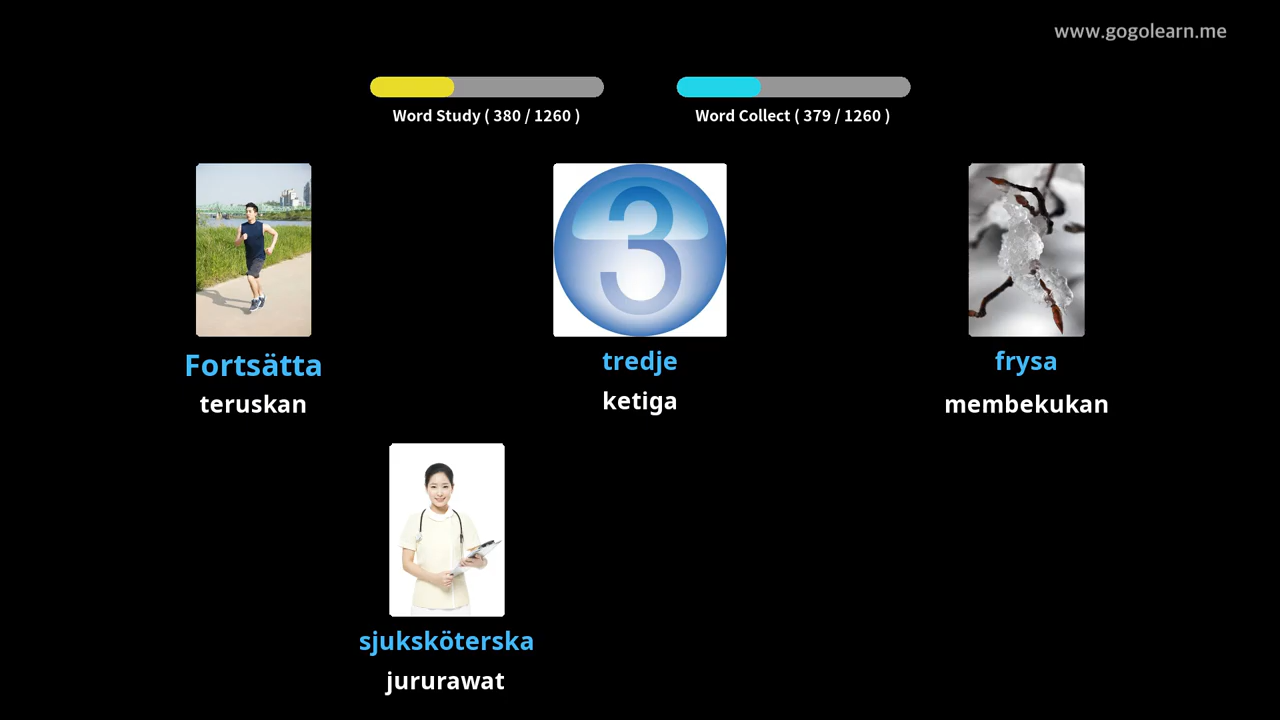 www.gogolearn.me
Word Study ( 380 / 1260 )
Word Collect ( 379 / 1260 )
3
Fortsätta
teruskan
tredje
ketiga
frysa
membekukan
sjuksköterska
jururawat